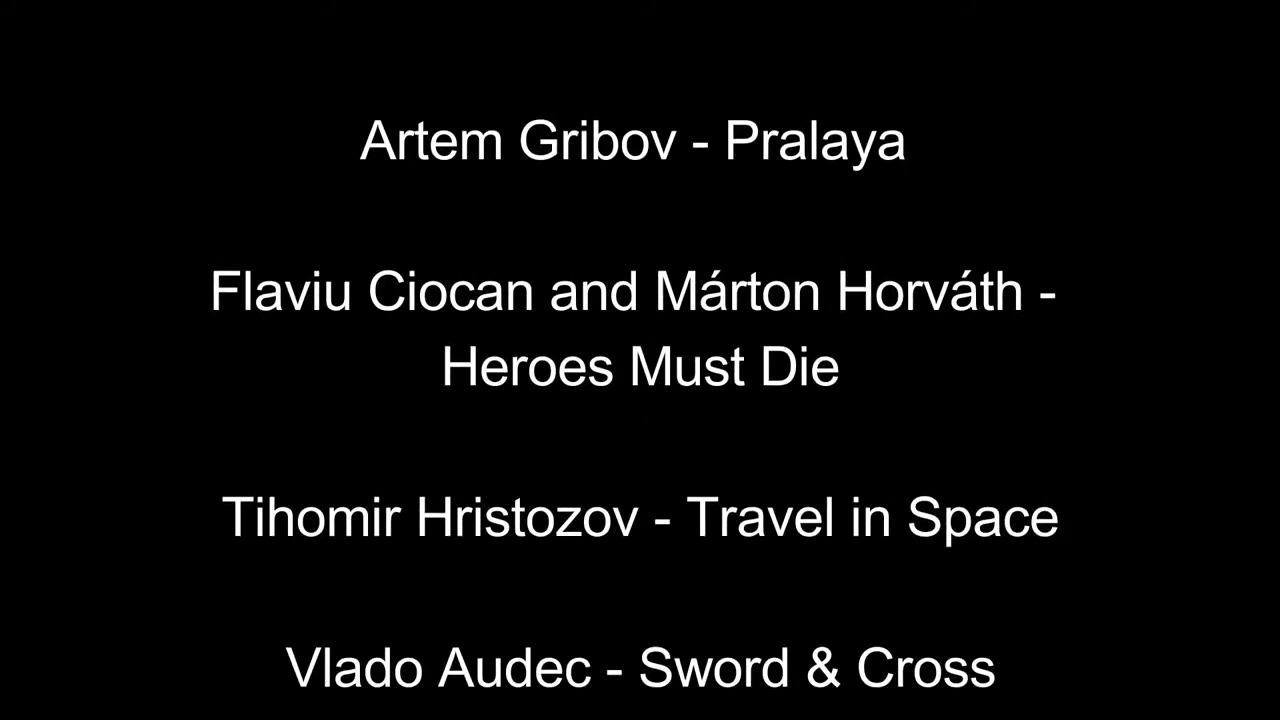 Artem Gribov - Pralaya
Flaviu Ciocan and Márton Horváth -
Heroes Must Die
Tihomir Hristozov - Travel in Space
Vlado Audec - Sword & Cross